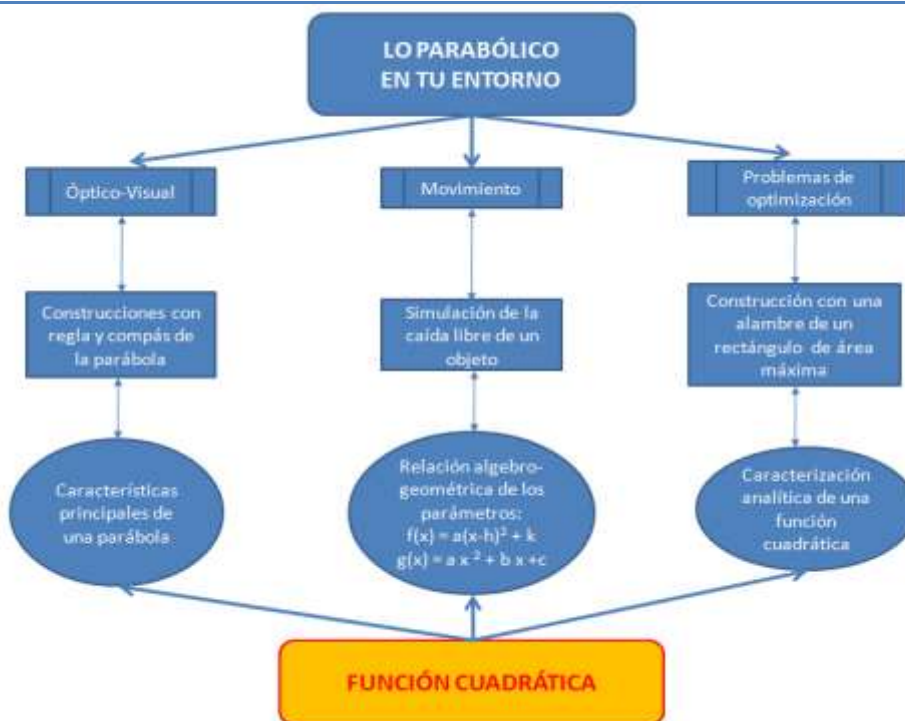 LO PARABÓLICO
EN TU ENTORNO
Óptico-Visual
Movimiento
Problemas de
optimización
Construcciones con
regla y compás de
la parábola
Simulación de la
caída libre de un
objeto
Construcción con una
alambre de un
rectángulo de área
máxima
Características
principales de
una parábola
Relación algebro-
geométrica de los
parámetros:
f(x) = a(x-h)² + k
g(x) = a x ² + b x +c
Caracterización
analítica de una
función
cuadrática
FUNCIÓN CUADRÁTICA